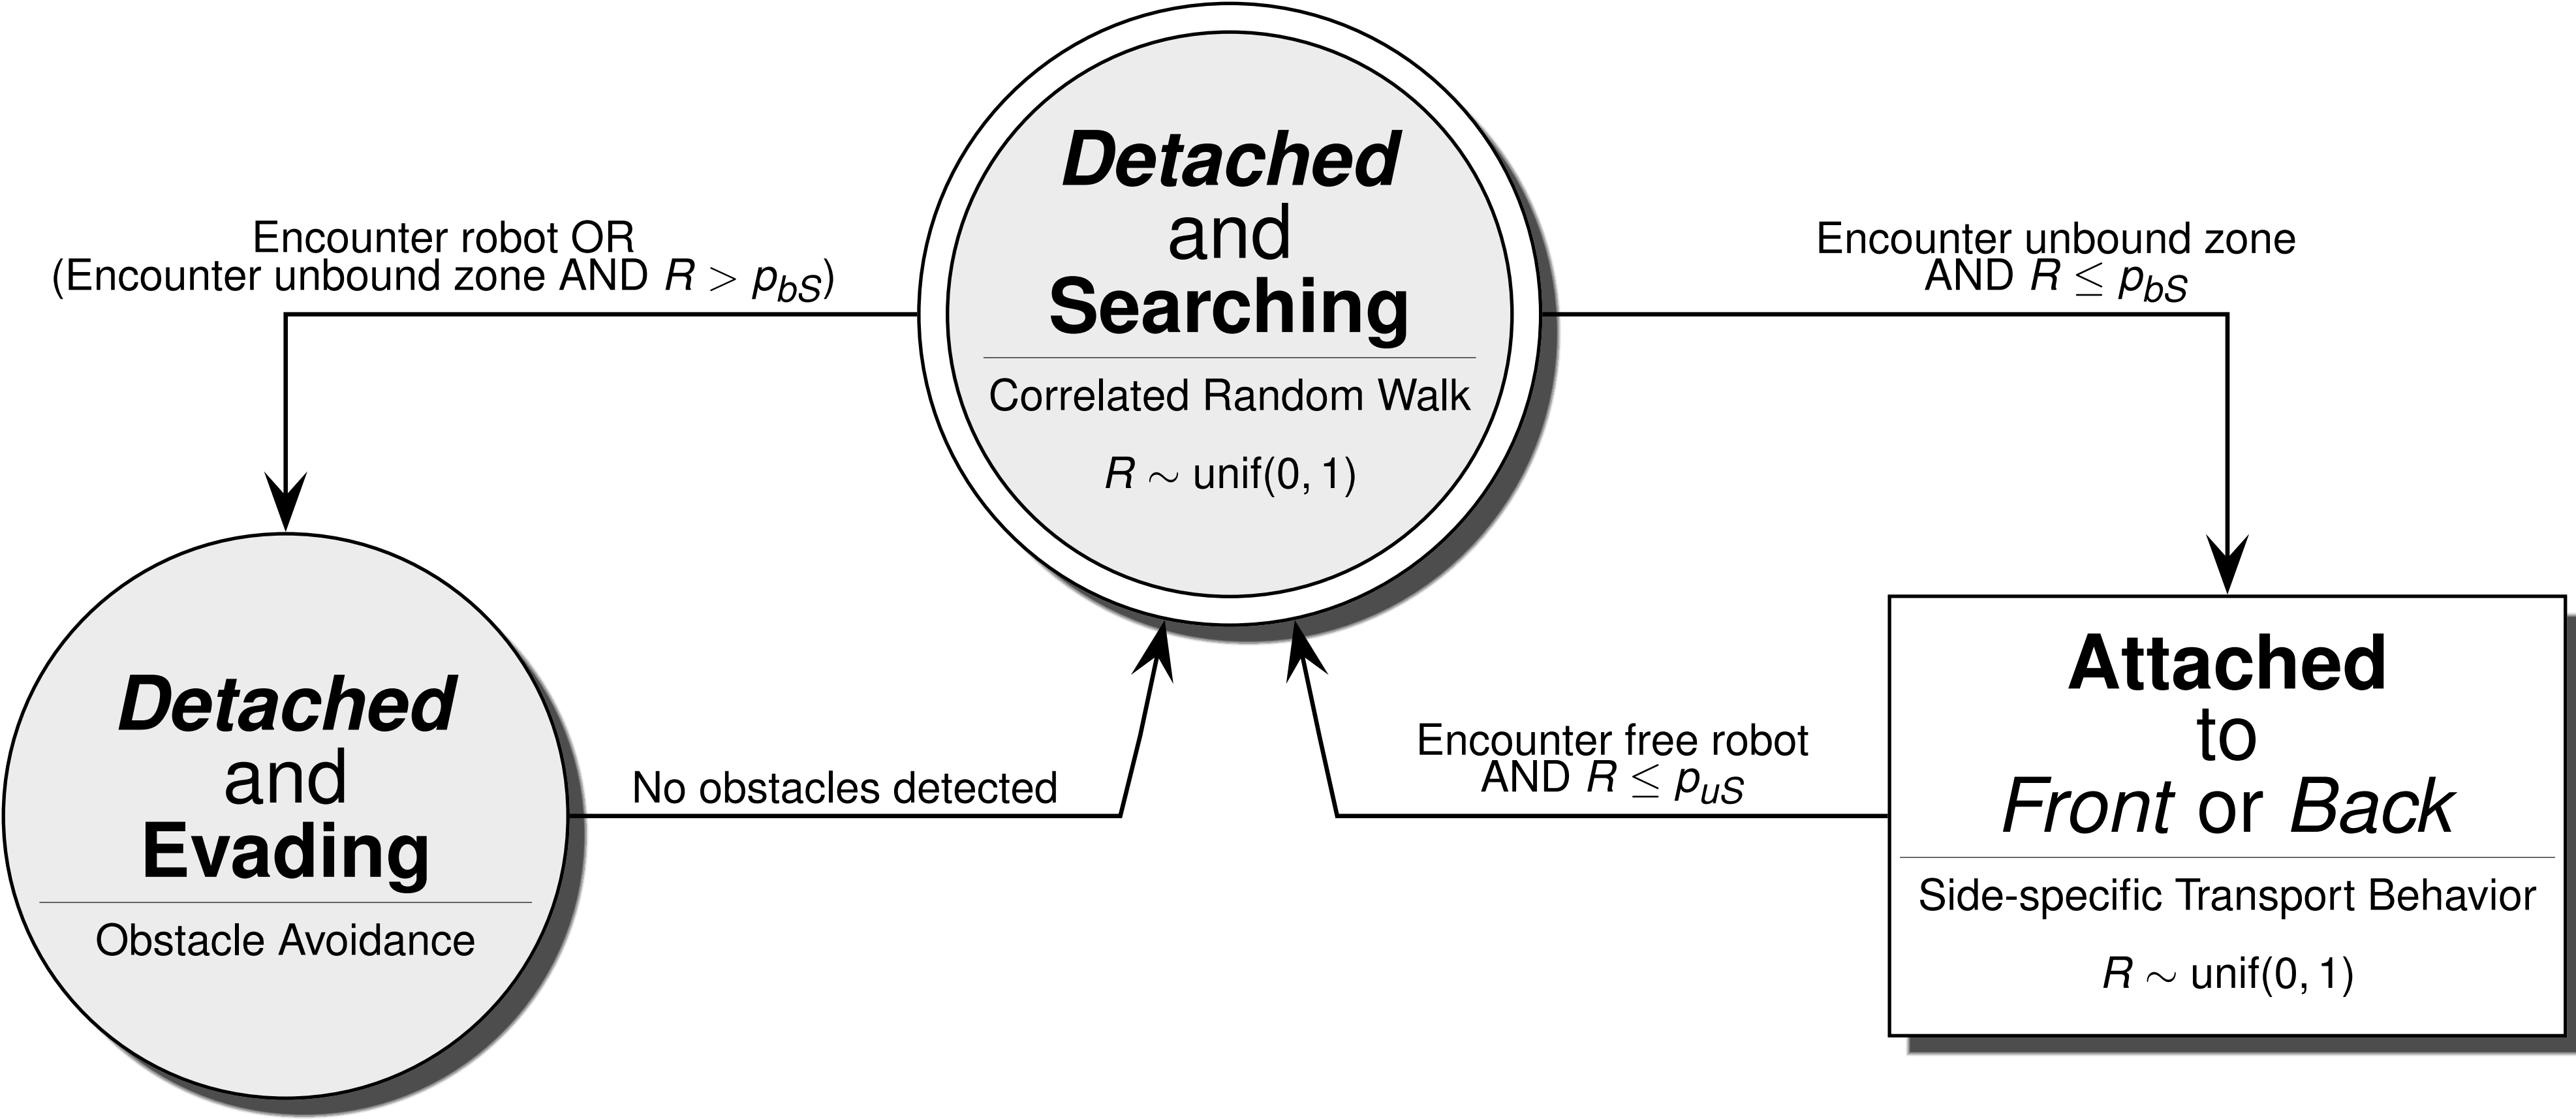 Detached
and
Searching
Correlated Random Walk
R ∼ unif(0, 1)
Encounter robot OR
(Encounter unbound zone AND R > p_bS)
Encounter unbound zone
AND R ≤ p_bS
Detached
and
Evading
Obstacle Avoidance
No obstacles detected
Encounter free robot
AND R ≤ p_uS
Attached
to
Front or Back
Side-specific Transport Behavior
R ∼ unif(0, 1)